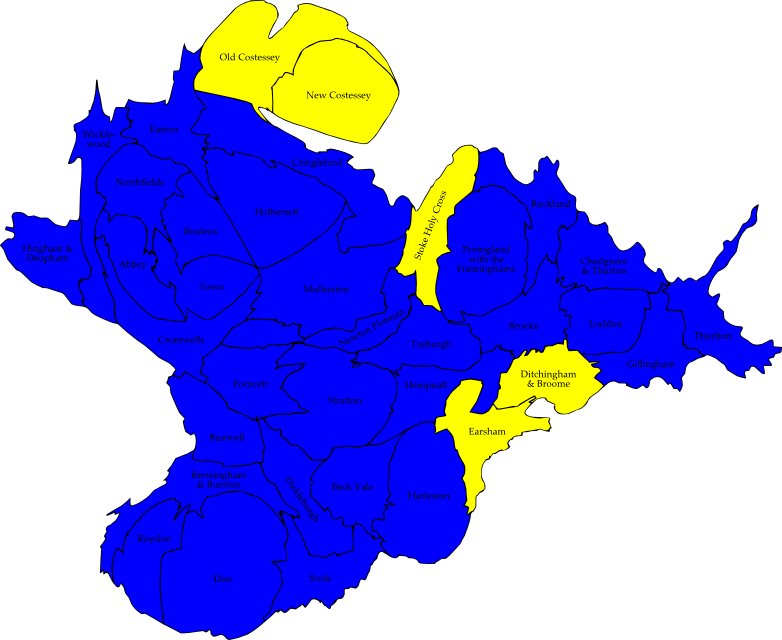 Old Costessey
New Costessey
Wickle-
wood
Easton
Cringleford
Northfields
Hethersett
Rustens
Stoke Holy Cross
Rockland
Hingham &
Deopham
Abbey
Poringland
with the
Framinghams
Chedgrave
& Thurton
Town
Mulbarton
Newton Flotman
Cromwells
Tasburgh
Brooke
Loddon
Thurlton
Gillingham
Forncett
Hempnall
Ditchingham
& Broome
Stratton
Earsham
Bunwell
Bressingham
& Burston
Dickleburgh
Beck Vale
Harleston
Roydon
Diss
Scole